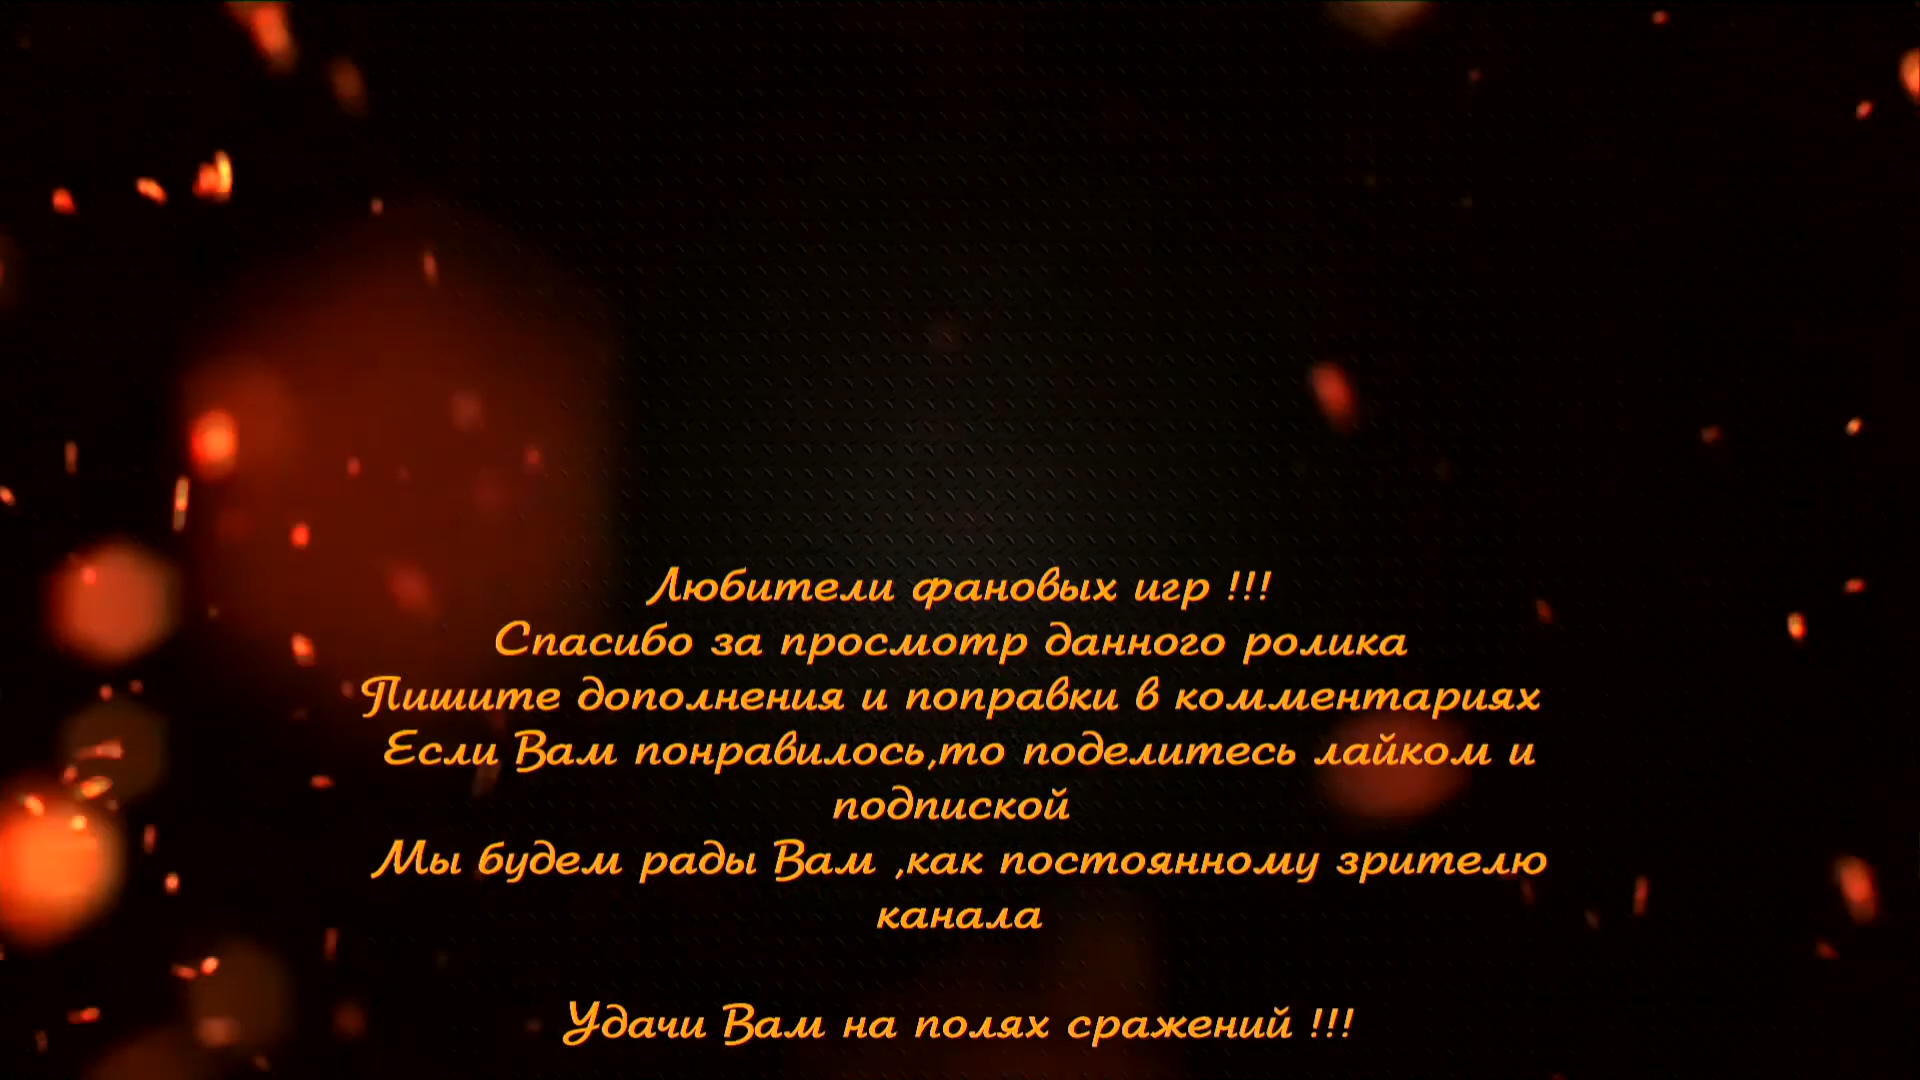 Любители фановых игр !!!
Спасибо за просмотр данного ролика
Пишите дополнения и поправки в комментариях
Если Вам понравилось,то поделитесь лайком и
подпиской
Мы будем рады Вам ,как постоянному зрителю
канала
Удачи Вам на полях сражений !!!